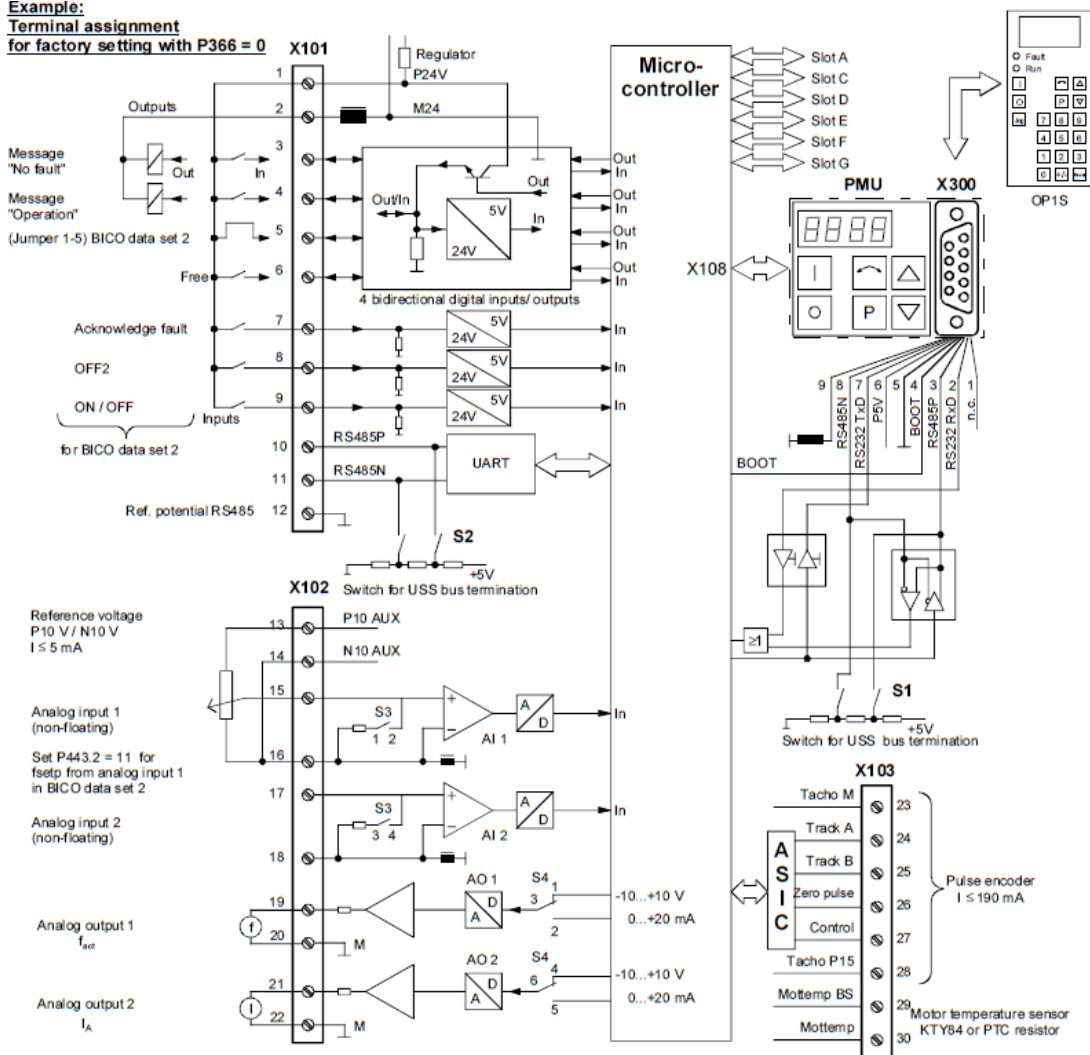 Example:
Terminal assignment
for factory setting with P366 = 0
X101
Regulator
P24V
M24
Outputs
1
2
3
4
5
6
7
8
9
10
11
12
Message
"No fault"
Out
In
Message
"Operation"
(Jumper 1-5) BICO data set 2
Free
Out/In
Out
5V
24V
In
4 bidirectional digital inputs/ outputs
Out
In
Out
In
Out
In
Out
In
Acknowledge fault
5V
24V
In
OFF2
5V
24V
In
ON / OFF
Inputs
5V
24V
In
for BICO data set 2
RS485P
RS485N
UART
Ref. potential RS485
S2
+5V
Switch for USS bus termination
Micro-
controller
Slot A
Slot C
Slot D
Slot E
Slot F
Slot G
Fault
Run
I
O
P
Jog
7
8
9
4
5
6
1
2
3
0
+/-
OP1S
PMU
X300
8888
I
O
P
X108
9
8
7
6
5
4
3
2
1
RS485N
RS232 TxD
P5V
BOOT
RS485P
RS232 RxD
n.c.
BOOT
≥1
S1
+5V
Switch for USS bus termination
X102
Reference voltage
P10 V / N10 V
I ≤ 5 mA
13
P10 AUX
14
N10 AUX
15
16
Analog input 1
(non-floating)
Set P443.2 = 11 for
fsetp from analog input 1
in BICO data set 2
S3
1 2
+
−
AI 1
A
D
In
17
18
Analog input 2
(non-floating)
S3
3 4
+
−
AI 2
A
D
In
19
20
Analog output 1
fact
f
M
AO 1
D
A
S4
1
3
2
-10...+10 V
0...+20 mA
21
22
Analog output 2
IA
I
M
AO 2
D
A
S4
4
6
5
-10...+10 V
0...+20 mA
X103
ASIC
Tacho M
23
Track A
24
Track B
25
Zero pulse
26
Control
27
Tacho P15
28
Mottemp BS
29
Mottemp
30
Pulse encoder
I ≤ 190 mA
Motor temperature sensor
KTY84 or PTC resistor